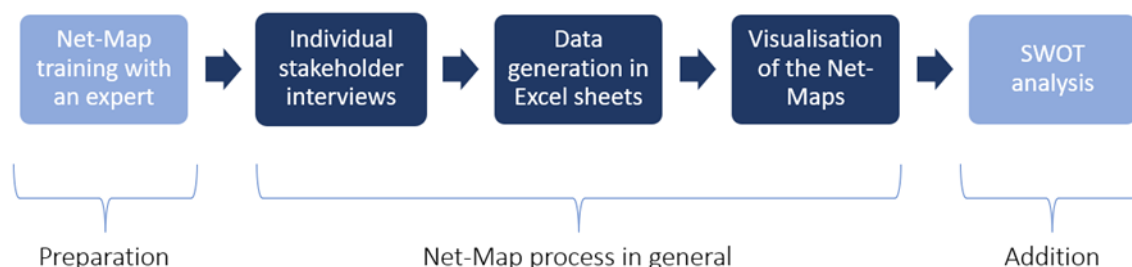 Net-Map
training with
an expert
Individual
stakeholder
interviews
Data
generation in
Excel sheets
Visualisation
of the Net-
Maps
SWOT
analysis
Preparation
Net-Map process in general
Addition